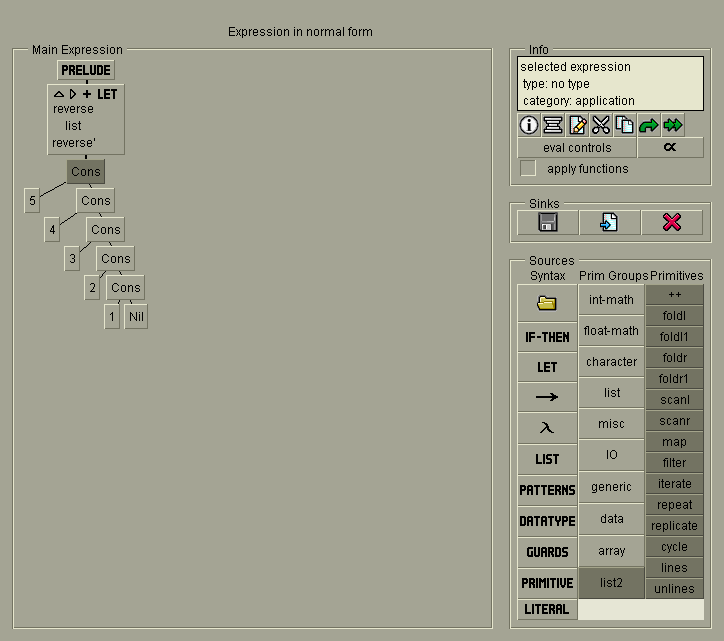 Expression in normal form
Main Expression
PRELUDE
+ LET
reverse
list
reverse'
Cons
5 Cons
4 Cons
3 Cons
2 Cons
1 Nil
Info
selected expression
type: no type
category: application
eval controls ∝
apply functions
Sinks
Sources
Syntax Prim Groups Primitives
IF-THEN
LET
→
λ
LIST
PATTERNS
DATATYPE
GUARDS
PRIMITIVE
LITERAL
int-math
float-math
character
list
misc
IO
generic
data
array
list2
++
foldl
foldl1
foldr
foldr1
scanl
scanr
map
filter
iterate
repeat
replicate
cycle
lines
unlines